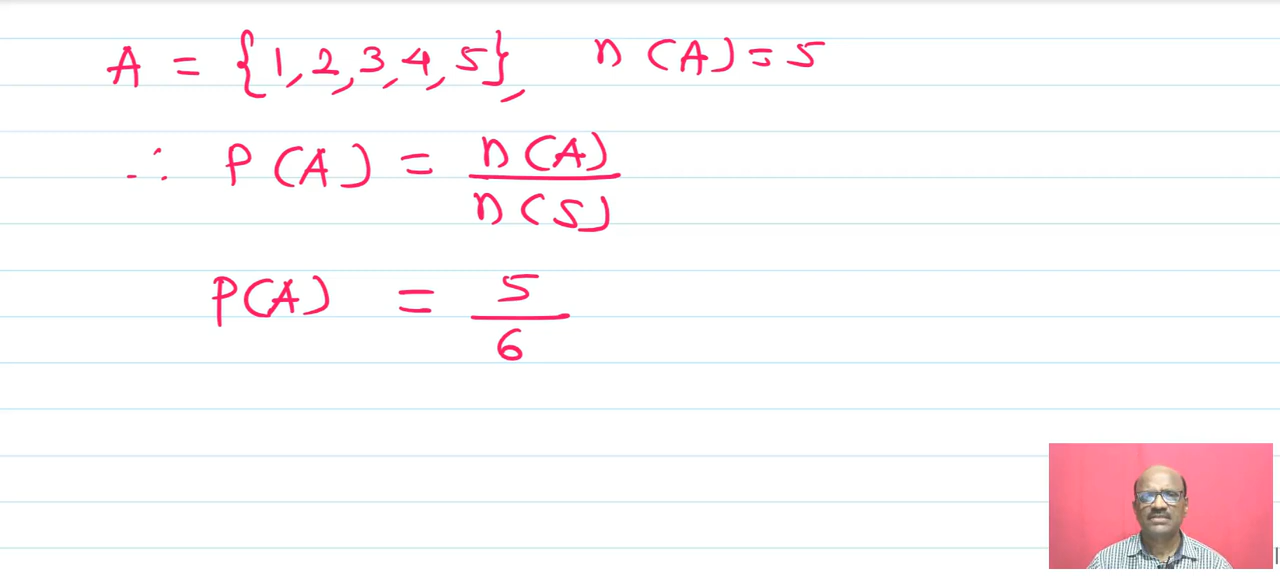 A = {1,2,3,4,5}, n(A)=5
∴ P(A) = n(A)
n(S)
P(A) = 5
6